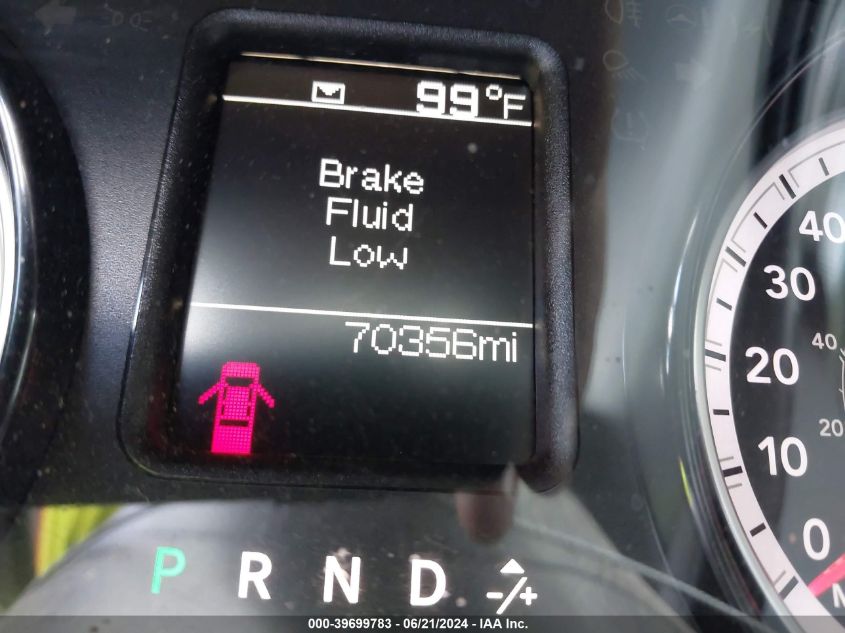 99°F
Brake
Fluid
Low
70356mi
40
30
20
10
0
40
20
P R N D -/+
000-39699783 - 06/21/2024 - IAA Inc.